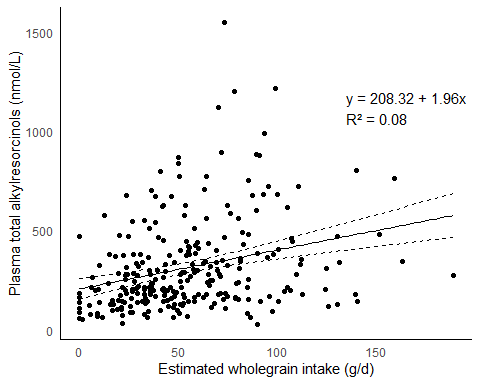 Plasma total alkylresorcinols (mmol/L)
1500
1000
500
0
y = 208.32 + 1.96x
R² = 0.08
0 50 100 150
Estimated wholegrain intake (g/d)